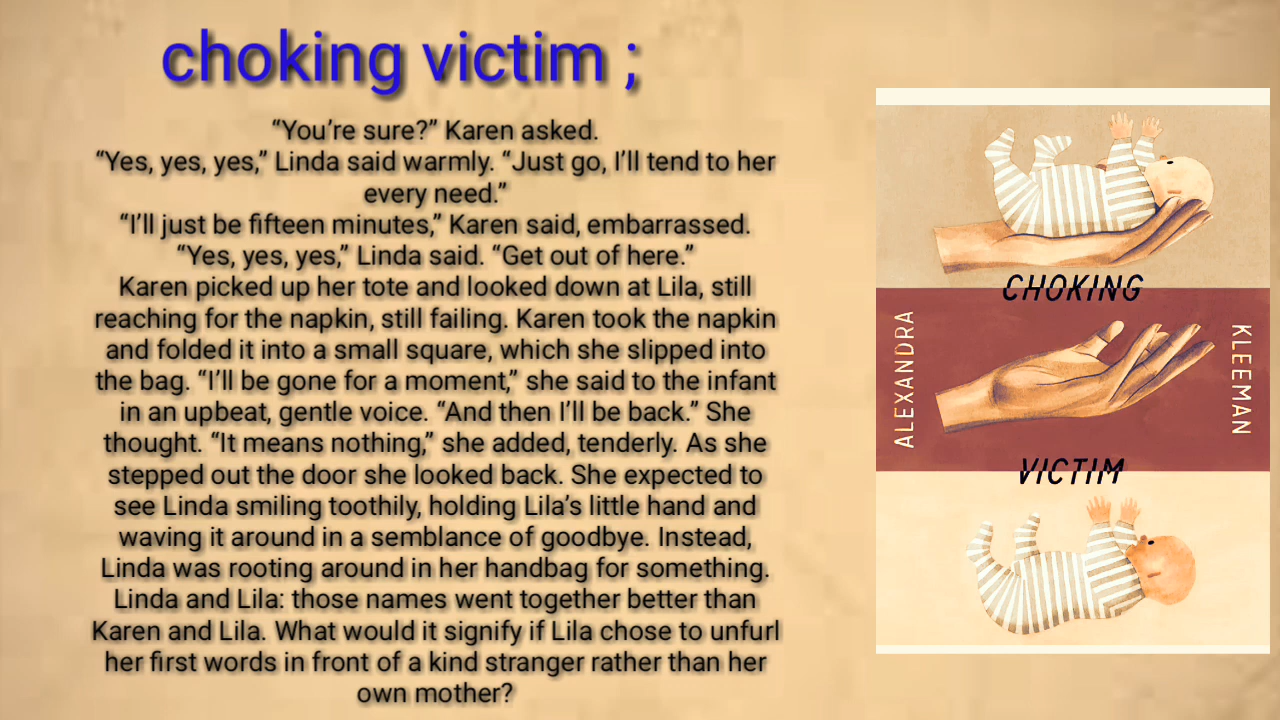 choking victim ;
“You’re sure?” Karen asked.
“Yes, yes, yes,” Linda said warmly. “Just go, I’ll tend to her
every need.”
“I’ll just be fifteen minutes,” Karen said, embarrassed.
“Yes, yes, yes,” Linda said. “Get out of here.”
Karen picked up her tote and looked down at Lila, still
reaching for the napkin, still failing. Karen took the napkin
and folded it into a small square, which she slipped into
the bag. “I’ll be gone for a moment,” she said to the infant
in an upbeat, gentle voice. “And then I’ll be back.” She
thought. “It means nothing,” she added, tenderly. As she
stepped out the door she looked back. She expected to
see Linda smiling toothily, holding Lila’s little hand and
waving it around in a semblance of goodbye. Instead,
Linda was rooting around in her handbag for something.
Linda and Lila: those names went together better than
Karen and Lila. What would it signify if Lila chose to unfurl
her first words in front of a kind stranger rather than her
own mother?
CHOKING
ALEXANDRA
KLEEMAN
VICTIM